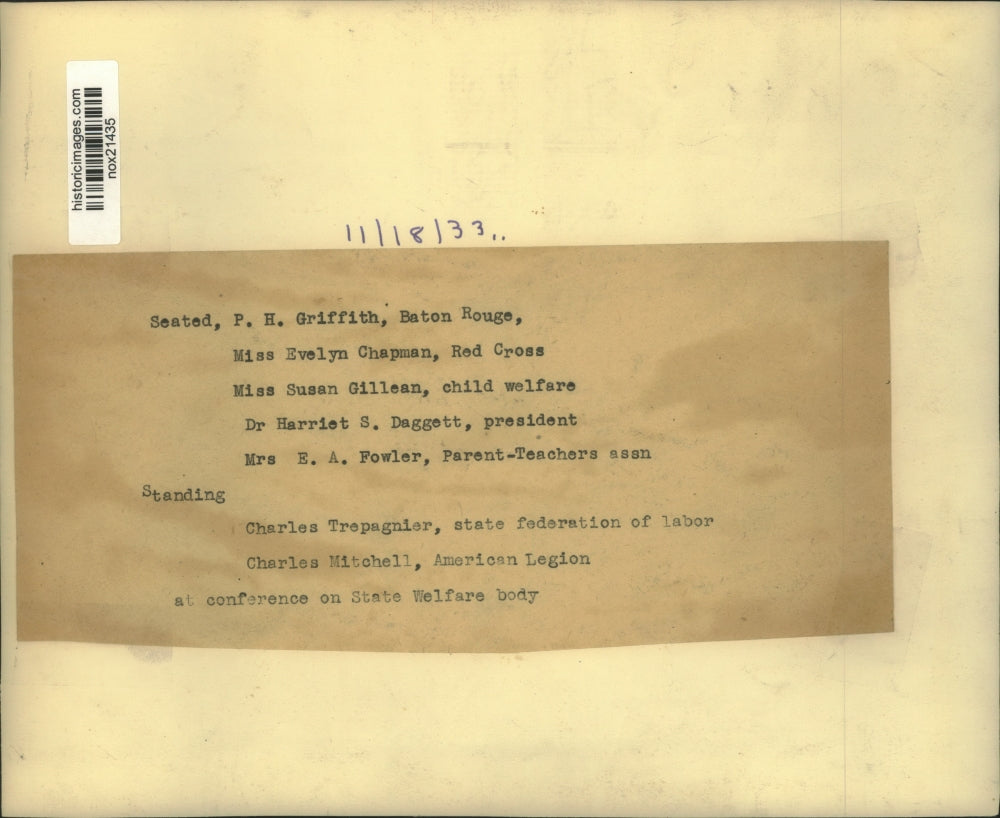 historicimages.com
nox21435
11/18/33..
Seated, P. H. Griffith, Baton Rouge,
Miss Evelyn Chapman, Red Cross
Miss Susan Gillean, child welfare
Dr Harriet S. Daggett, president
Mrs E. A. Fowler, Parent-Teachers assn
Standing
Charles Trepagnier, state federation of labor
Charles Mitchell, American Legion
at conference on State Welfare body